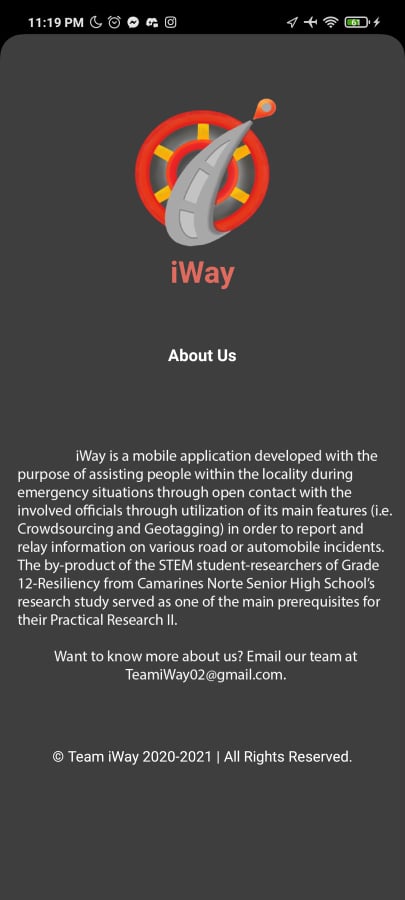 11:19 PM
61
iWay
About Us
iWay is a mobile application developed with the
purpose of assisting people within the locality during
emergency situations through open contact with the
involved officials through utilization of its main features (i.e.
Crowdsourcing and Geotagging) in order to report and
relay information on various road or automobile incidents.
The by-product of the STEM student-researchers of Grade
12-Resiliency from Camarines Norte Senior High School's
research study served as one of the main prerequisites for
their Practical Research II.
Want to know more about us? Email our team at
TeamiWay02@gmail.com.
© Team iWay 2020-2021 | All Rights Reserved.